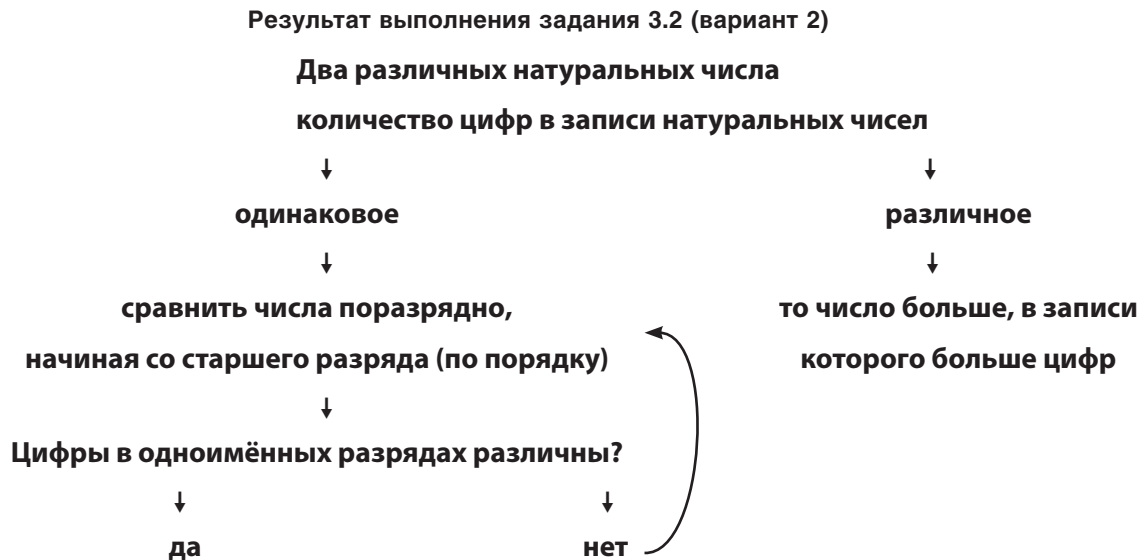 Результат выполнения задания 3.2 (вариант 2)
Два различных натуральных числа
количество цифр в записи натуральных чисел
одинаковое
различное
сравнить числа поразрядно,
начиная со старшего разряда (по порядку)
то число больше, в записи
которого больше цифр
Цифры в одноимённых разрядах различны?
да
нет